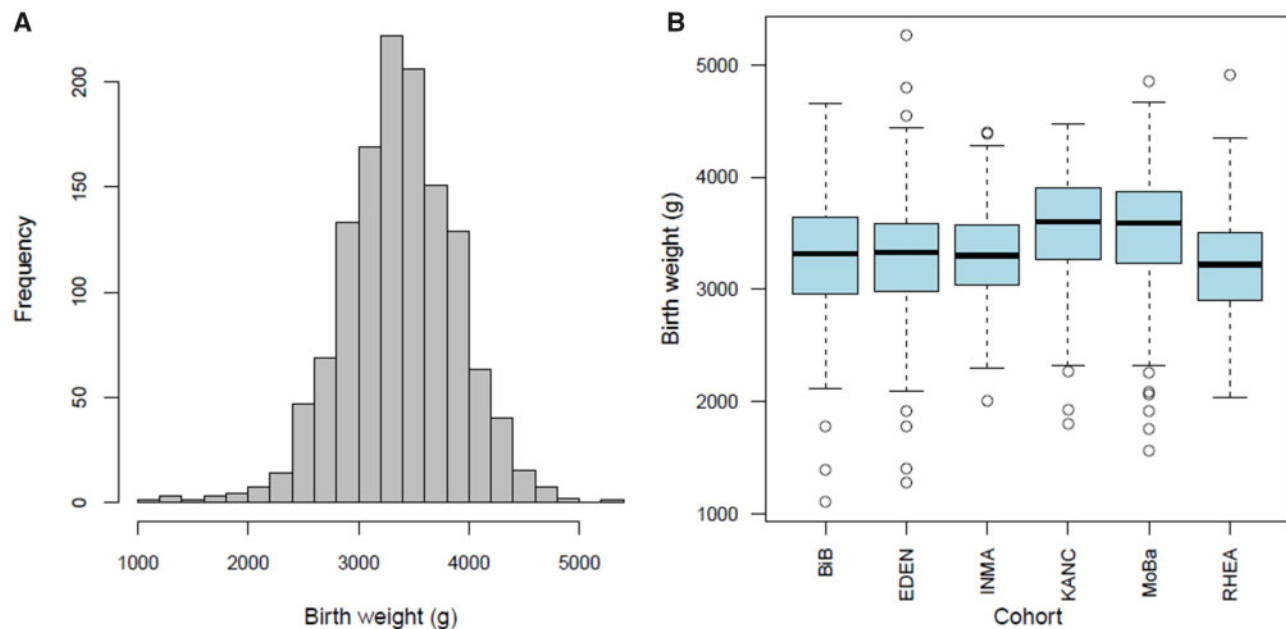 A
Frequency
200
150
100
50
0
1000 2000 3000 4000 5000
Birth weight (g)
B
Birth weight (g)
5000
4000
3000
2000
1000
BiB EDEN INMA KANC MoBa RHEA
Cohort